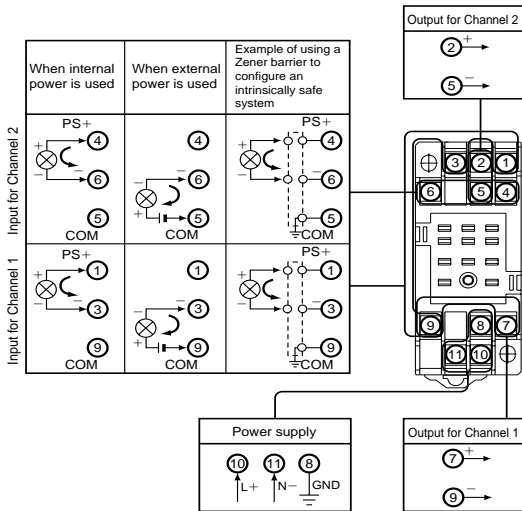 Output for Channel 2
2 +
5 −
When internal power is used
When external power is used
Example of using a Zener barrier to configure an intrinsically safe system
Input for Channel 2
PS+
+ 4
− − 6
5
COM
4
− − 6
+ 5
COM
PS+
+ 4
− − 6
5
COM
Input for Channel 1
PS+
+ 1
− − 3
9
COM
1
− − 3
+ 9
COM
PS+
+ 1
− − 3
9
COM
3 2 1
6 5 4
9 8 7
11 10
Power supply
10 11 8
L+ N− GND
Output for Channel 1
7 +
9 −